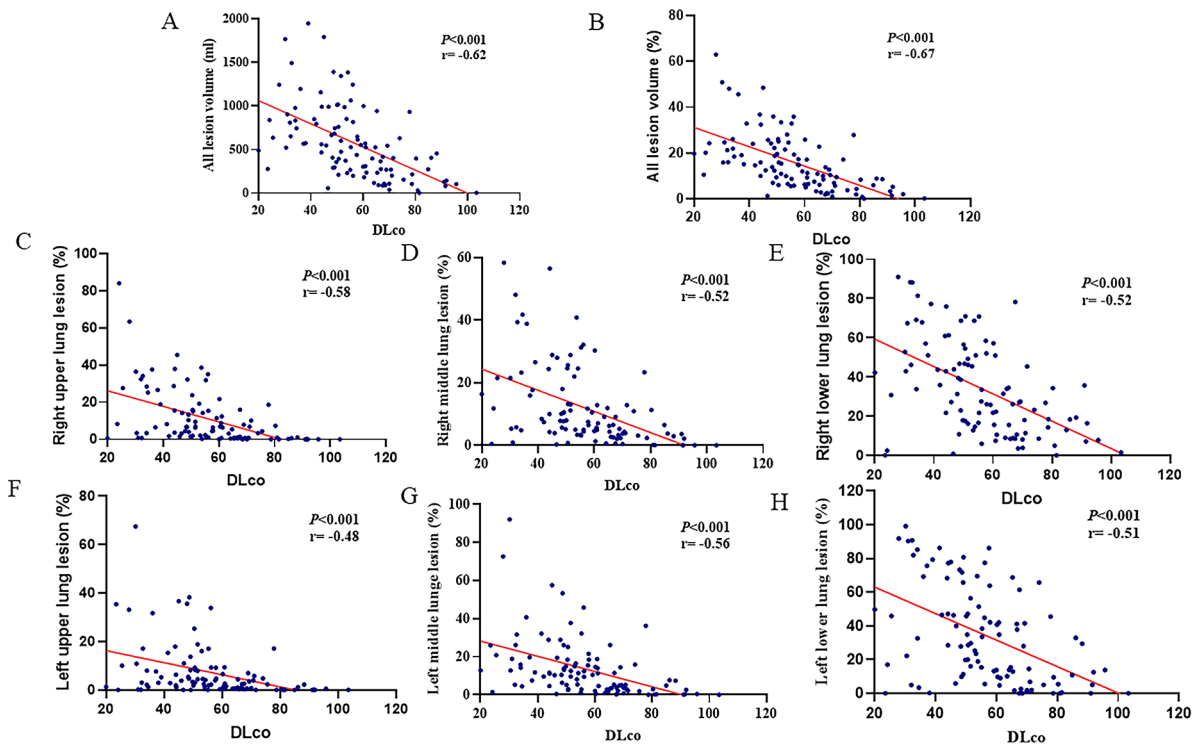 A
All lesion volume (ml)
2000
1500
1000
500
0
20 40 60 80 100 120
DLco
P<0.001
r= -0.62
B
All lesion volume (%)
80
60
40
20
0
20 40 60 80 100 120
DLco
P<0.001
r= -0.67
C
Right upper lung lesion (%)
100
80
60
40
20
0
20 40 60 80 100 120
DLco
P<0.001
r= -0.58
D
Right middle lung lesion (%)
60
40
20
0
20 40 60 80 100 120
DLco
P<0.001
r= -0.52
E
Right lower lung lesion (%)
100
80
60
40
20
0
20 40 60 80 100 120
DLco
P<0.001
r= -0.52
F
Left upper lung lesion (%)
80
60
40
20
0
20 40 60 80 100 120
DLco
P<0.001
r= -0.48
G
Left middle lunge lesion (%)
100
80
60
40
20
0
20 40 60 80 100 120
DLco
P<0.001
r= -0.56
H
Left lower lung lesion (%)
120
100
80
60
40
20
0
20 40 60 80 100 120
DLco
P<0.001
r= -0.51